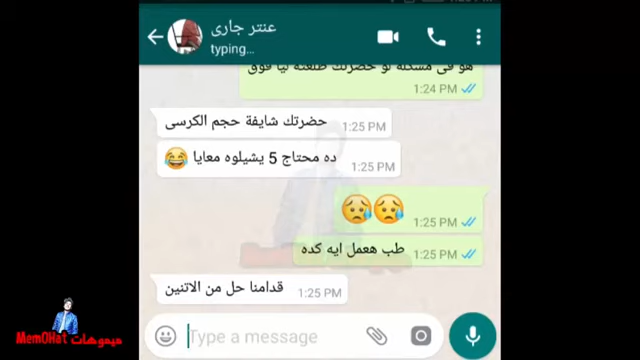 عنتر جارى
typing...
هو فى مشكلة لو حضرتك طلعته ليا فوق
1:24 PM
حضرتك شايفة حجم الكرسى
1:25 PM
ده محتاج 5 يشيلوه معايا 😂
1:25 PM
😥😥
1:25 PM
طب هعمل ايه كده
1:25 PM
قدامنا حل من الاتنين
1:25 PM
Type a message
MemOHat ميموهات